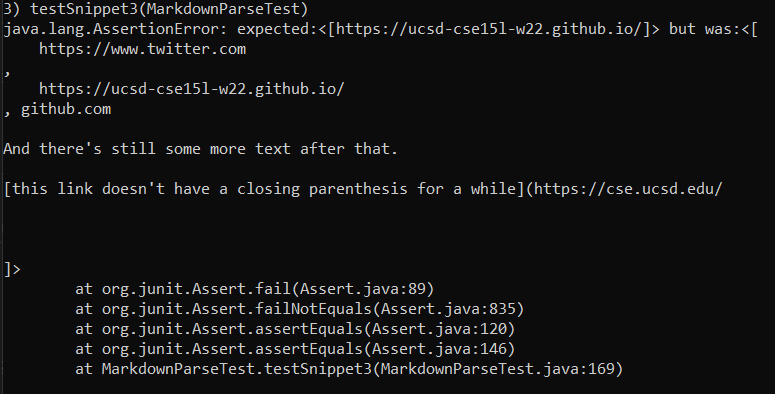 3) testSnippet3(MarkdownParseTest)
java.lang.AssertionError: expected:<[https://ucsd-cse15l-w22.github.io/]> but was:<[
    https://www.twitter.com
,
    https://ucsd-cse15l-w22.github.io/
, github.com

And there's still some more text after that.

[this link doesn't have a closing parenthesis for a while](https://cse.ucsd.edu/



]>
        at org.junit.Assert.fail(Assert.java:89)
        at org.junit.Assert.failNotEquals(Assert.java:835)
        at org.junit.Assert.assertEquals(Assert.java:120)
        at org.junit.Assert.assertEquals(Assert.java:146)
        at MarkdownParseTest.testSnippet3(MarkdownParseTest.java:169)